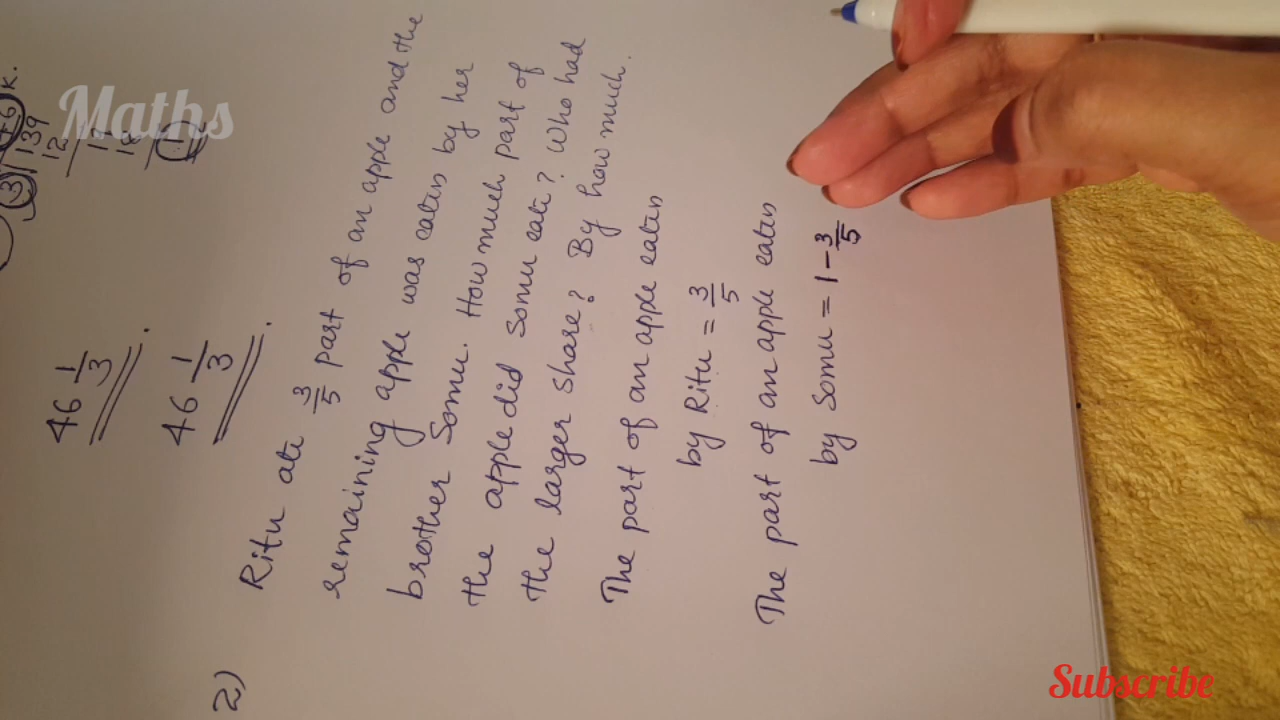 Maths
139
12
46 1/3
46 1/3
2) Ritu ate 3/5 part of an apple and the
remaining apple was eaten by her
brother Somu. How much part of
the apple did Somu eat? Who had
the larger share? By how much.
The part of an apple eaten
by Ritu = 3/5
The part of an apple eaten
by Somu = 1 - 3/5
Subscribe